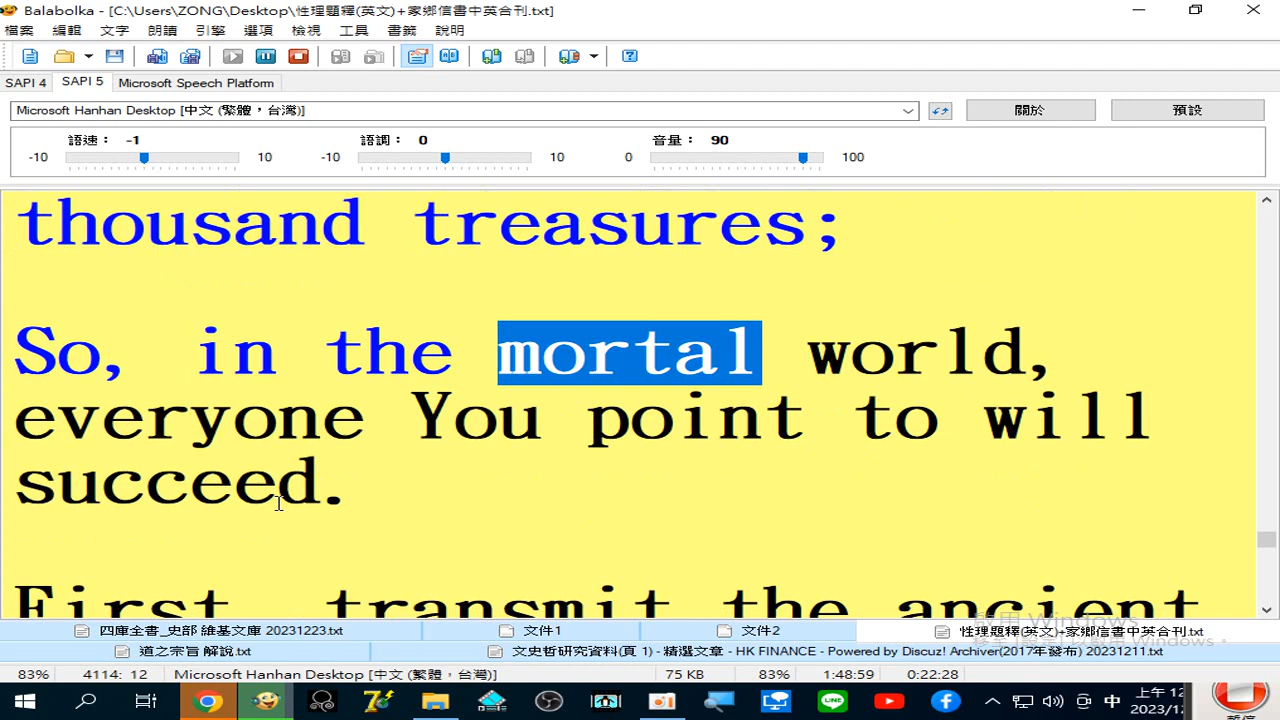 Balabolka - [C:\Users\ZONG\Desktop\性理題釋(英文)+家鄉信書中英合刊.txt]
檔案 編輯 文字 朗讀 引擎 選項 檢視 工具 書籤 說明
SAPI 4 SAPI 5 Microsoft Speech Platform
Microsoft Hanhan Desktop [中文 (繁體，台灣)] 關於 預設
語速： -1 語調： 0 音量： 90
-10 10 -10 10 0 100
thousand treasures;
So, in the mortal world,
everyone You point to will
succeed.
First, transmit the ancient
啟用 Windows
四庫全書_史部 維基文庫 20231223.txt 文件1 文件2 性理題釋(英文)+家鄉信書中英合刊.txt
道之宗旨 解說.txt 文史哲研究資料(頁 1) - 精選文章 - HK FINANCE - Powered by Discuz! Archiver(2017年發布) 20231211.txt
83% 4114: 12 Microsoft Hanhan Desktop [中文 (繁體，台灣)] 75 KB 83% 1:48:59 0:22:28
中 上午 12
2023/12